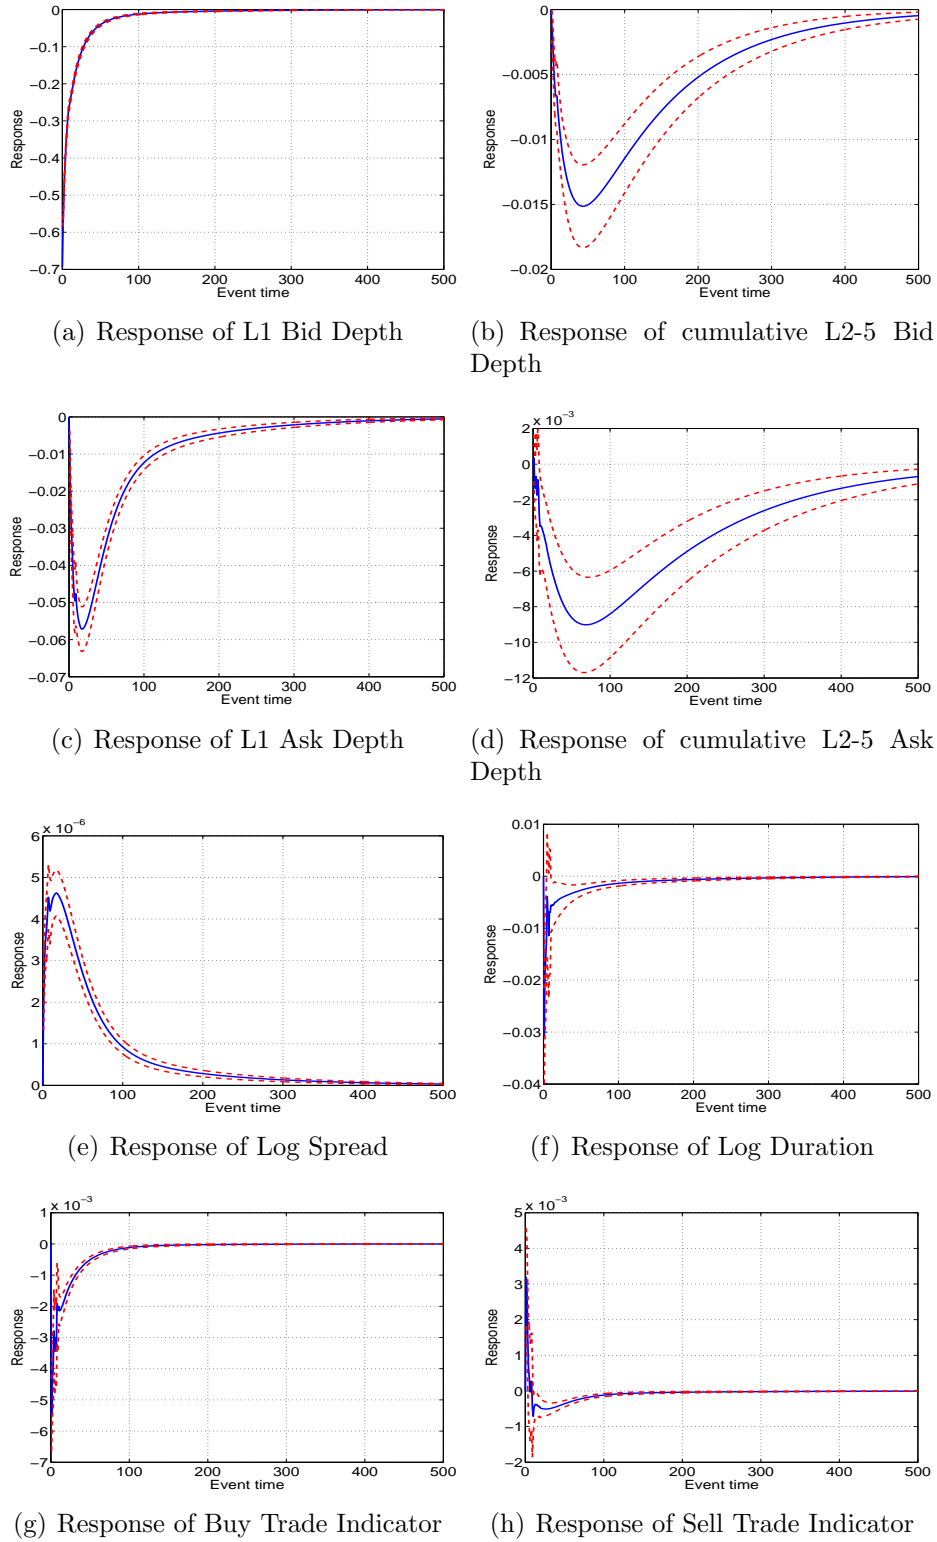 0
−0.1
−0.2
−0.3
−0.4
−0.5
−0.6
−0.7
Response
0 100 200 300 400 500
Event time
(a) Response of L1 Bid Depth
0
−0.005
−0.01
−0.015
−0.02
Response
0 100 200 300 400 500
Event time
(b) Response of cumulative L2-5 Bid
Depth
0
−0.01
−0.02
−0.03
−0.04
−0.05
−0.06
−0.07
Response
0 100 200 300 400 500
Event time
(c) Response of L1 Ask Depth
x 10−3
2
0
−2
−4
−6
−8
−10
−12
Response
0 100 200 300 400 500
Event time
(d) Response of cumulative L2-5 Ask
Depth
x 10−6
6
5
4
3
2
1
0
Response
0 100 200 300 400 500
Event time
(e) Response of Log Spread
0.01
0
−0.01
−0.02
−0.03
−0.04
Response
0 100 200 300 400 500
Event time
(f) Response of Log Duration
x 10−3
1
0
−1
−2
−3
−4
−5
−6
−7
Response
0 100 200 300 400 500
Event time
(g) Response of Buy Trade Indicator
x 10−3
5
4
3
2
1
0
−1
−2
Response
0 100 200 300 400 500
Event time
(h) Response of Sell Trade Indicator